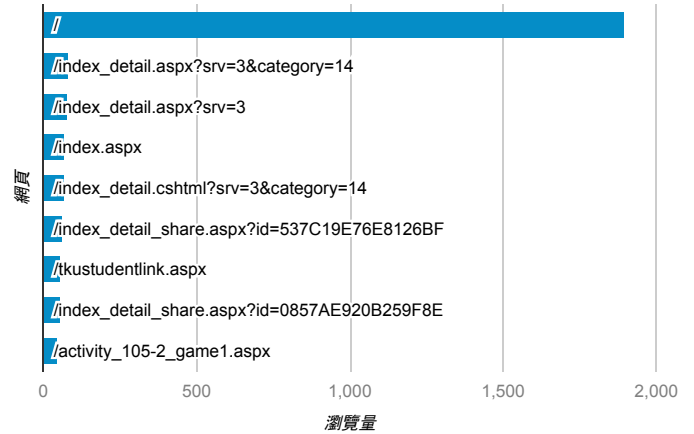 /
/index_detail.aspx?srv=3&category=14
/index_detail.aspx?srv=3
/index.aspx
/index_detail.cshtml?srv=3&category=14
/index_detail_share.aspx?id=537C19E76E8126BF
/tkustudentlink.aspx
/index_detail_share.aspx?id=0857AE920B259F8E
/activity_105-2_game1.aspx
網頁
0 500 1,000 1,500 2,000
瀏覽量